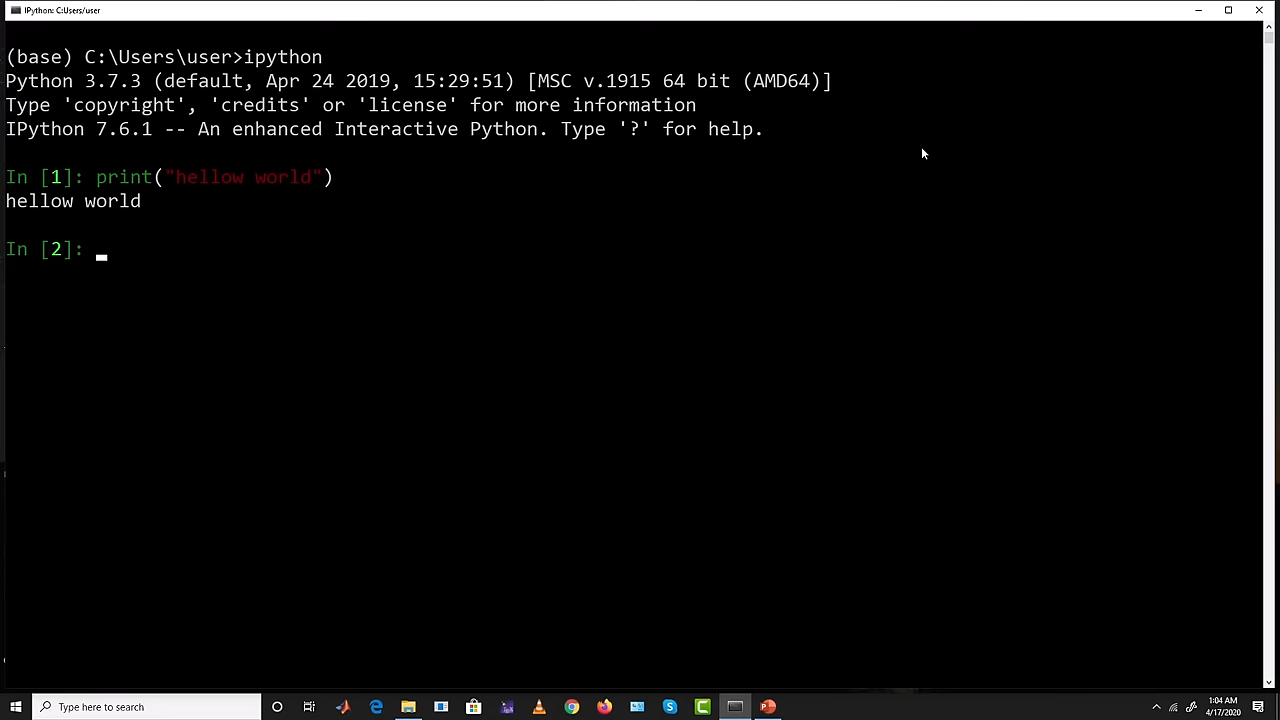 IPython: C:Users/user
(base) C:\Users\user>ipython
Python 3.7.3 (default, Apr 24 2019, 15:29:51) [MSC v.1915 64 bit (AMD64)]
Type 'copyright', 'credits' or 'license' for more information
IPython 7.6.1 -- An enhanced Interactive Python. Type '?' for help.
In [1]: print("hellow world")
hellow world
In [2]:
Type here to search
1:04 AM
4/17/2020